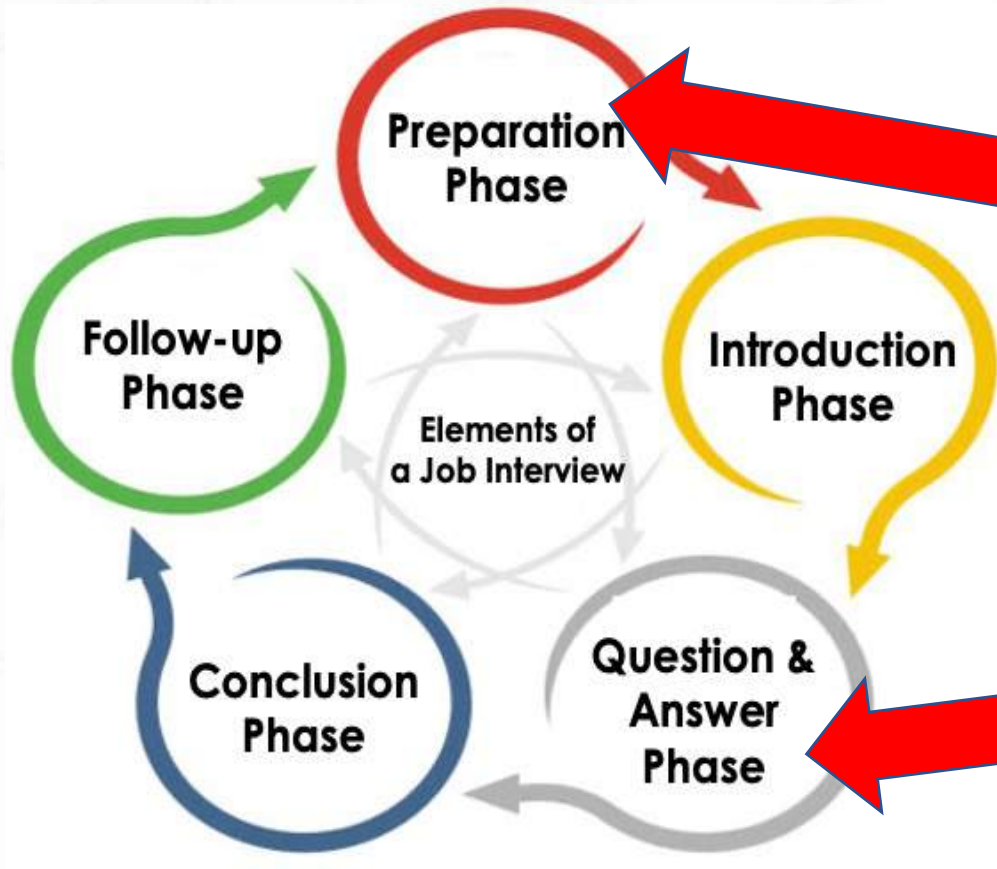 Preparation
Phase
Introduction
Phase
Question &
Answer
Phase
Conclusion
Phase
Follow-up
Phase
Elements of
a Job Interview